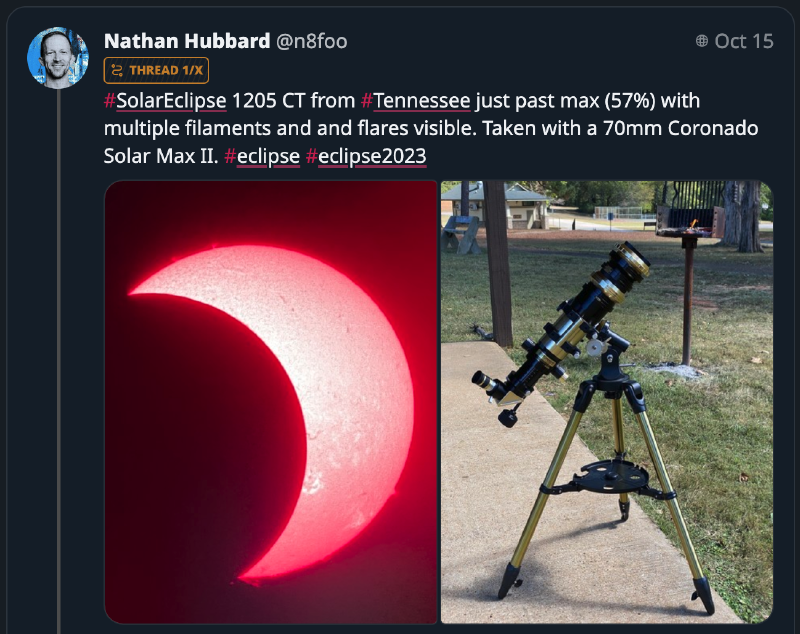 Nathan Hubbard @n8foo Oct 15
THREAD 1/X
#SolarEclipse 1205 CT from #Tennessee just past max (57%) with
multiple filaments and and flares visible. Taken with a 70mm Coronado
Solar Max II. #eclipse #eclipse2023